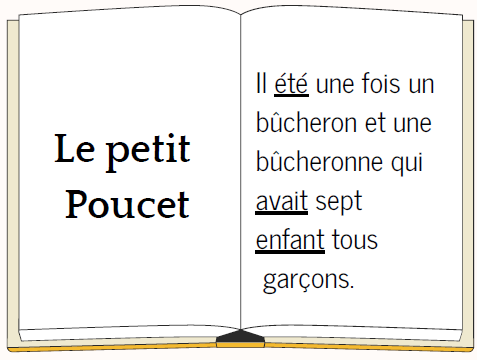 Le petit
Poucet
Il été une fois un
bûcheron et une
bûcheronne qui
avait sept
enfant tous
garçons.